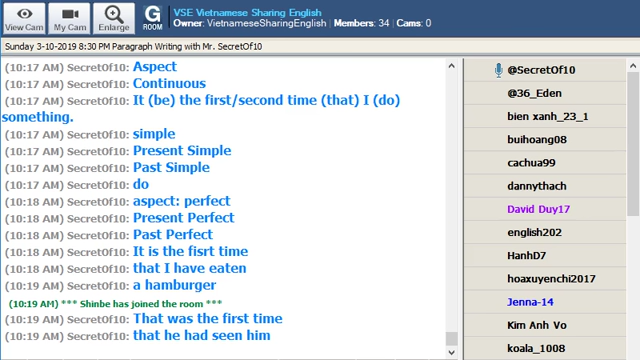 VSE Vietnamese Sharing English
Owner: VietnameseSharingEnglish | Members: 34 | Cams: 0
View Cam
My Cam
Enlarge
G
ROOM
Sunday 3-10-2019 8:30 PM Paragraph Writing with Mr. SecretOf10
(10:17 AM) SecretOf10: Aspect
(10:17 AM) SecretOf10: Continuous
(10:17 AM) SecretOf10: It (be) the first/second time (that) I (do)
something.
(10:17 AM) SecretOf10: simple
(10:17 AM) SecretOf10: Present Simple
(10:17 AM) SecretOf10: Past Simple
(10:17 AM) SecretOf10: do
(10:18 AM) SecretOf10: aspect: perfect
(10:18 AM) SecretOf10: Present Perfect
(10:18 AM) SecretOf10: Past Perfect
(10:18 AM) SecretOf10: It is the fisrt time
(10:18 AM) SecretOf10: that I have eaten
(10:19 AM) SecretOf10: a hamburger
(10:19 AM) *** Shinbe has joined the room ***
(10:19 AM) SecretOf10: That was the first time
(10:19 AM) SecretOf10: that he had seen him
@SecretOf10
@36_Eden
bien xanh_23_1
buihoang08
cachua99
dannythach
David Duy17
english202
HanhD7
hoaxuyenchi2017
Jenna-14
Kim Anh Vo
koala_1008